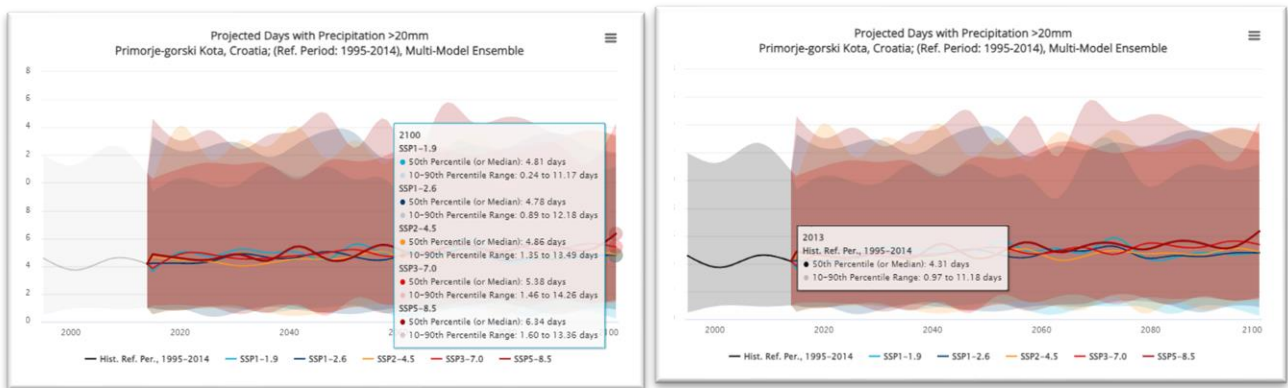 Projected Days with Precipitation >20mm
Primorje-gorski Kota, Croatia; (Ref. Period: 1995-2014), Multi-Model Ensemble
8
6
4
2
0
8
6
4
2
0
2000
2020
2040
100
2100
SSP1-1.9
50th Percentile (or Median): 4.81 days
10-90th Percentile Range: 0.24 to 11.17 days
SSP1-2.6
50th Percentile (or Median): 4.78 days
10-90th Percentile Range: 0.89 to 12.18 days
SSP2-4.5
50th Percentile (or Median): 4.86 days
10-90th Percentile Range: 1.35 to 13.49 days
SSP3-7.0
50th Percentile (or Median): 5.38 days
10-90th Percentile Range: 1.46 to 14.26 days
SSP5-8.5
50th Percentile (or Median): 6.34 days
10-90th Percentile Range: 1.60 to 13.36 days
Hist. Ref. Per., 1995-2014 SSP1-1.9 SSP1-2.6 SSP2-4.5 SSP3-7.0 SSP5-8.5
Projected Days with Precipitation >20mm
Primorje-gorski Kota, Croatia; (Ref. Period: 1995-2014), Multi-Model Ensemble
2013
Hist. Ref. Per., 1995-2014
50th Percentile (or Median): 4.31 days
10-90th Percentile Range: 0.97 to 11.18 days
2000 2020 2040 2060 2080 2100
Hist. Ref. Per., 1995-2014 SSP1-1.9 SSP1-2.6 SSP2-4.5 SSP3-7.0 SSP5-8.5